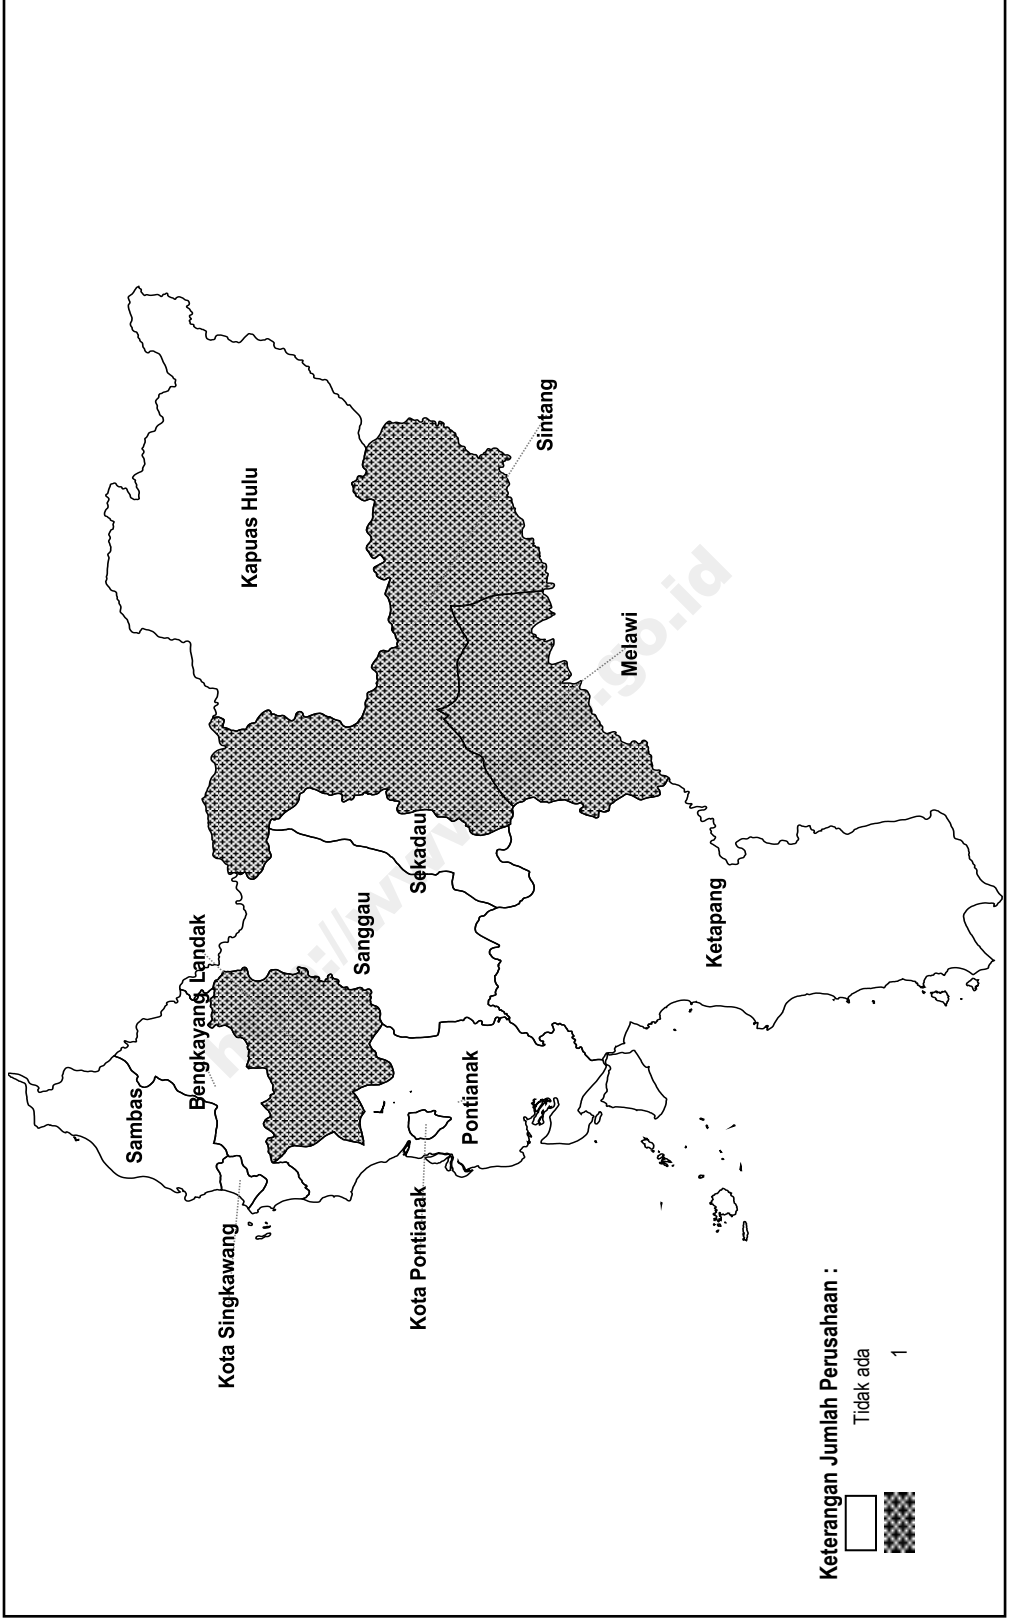 Sambas
Bengkayang Landak
Kota Singkawang
Kapuas Hulu
Sanggau
Kota Pontianak
Sekadau
Pontianak
Sintang
Melawi
Ketapang
Keterangan Jumlah Perusahaan :
Tidak ada
1